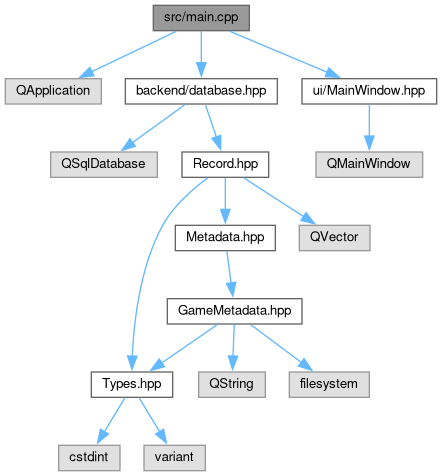 src/main.cpp
QApplication
backend/database.hpp
ui/MainWindow.hpp
QSqlDatabase
Record.hpp
QMainWindow
Metadata.hpp
QVector
GameMetadata.hpp
Types.hpp
QString
filesystem
cstdint
variant